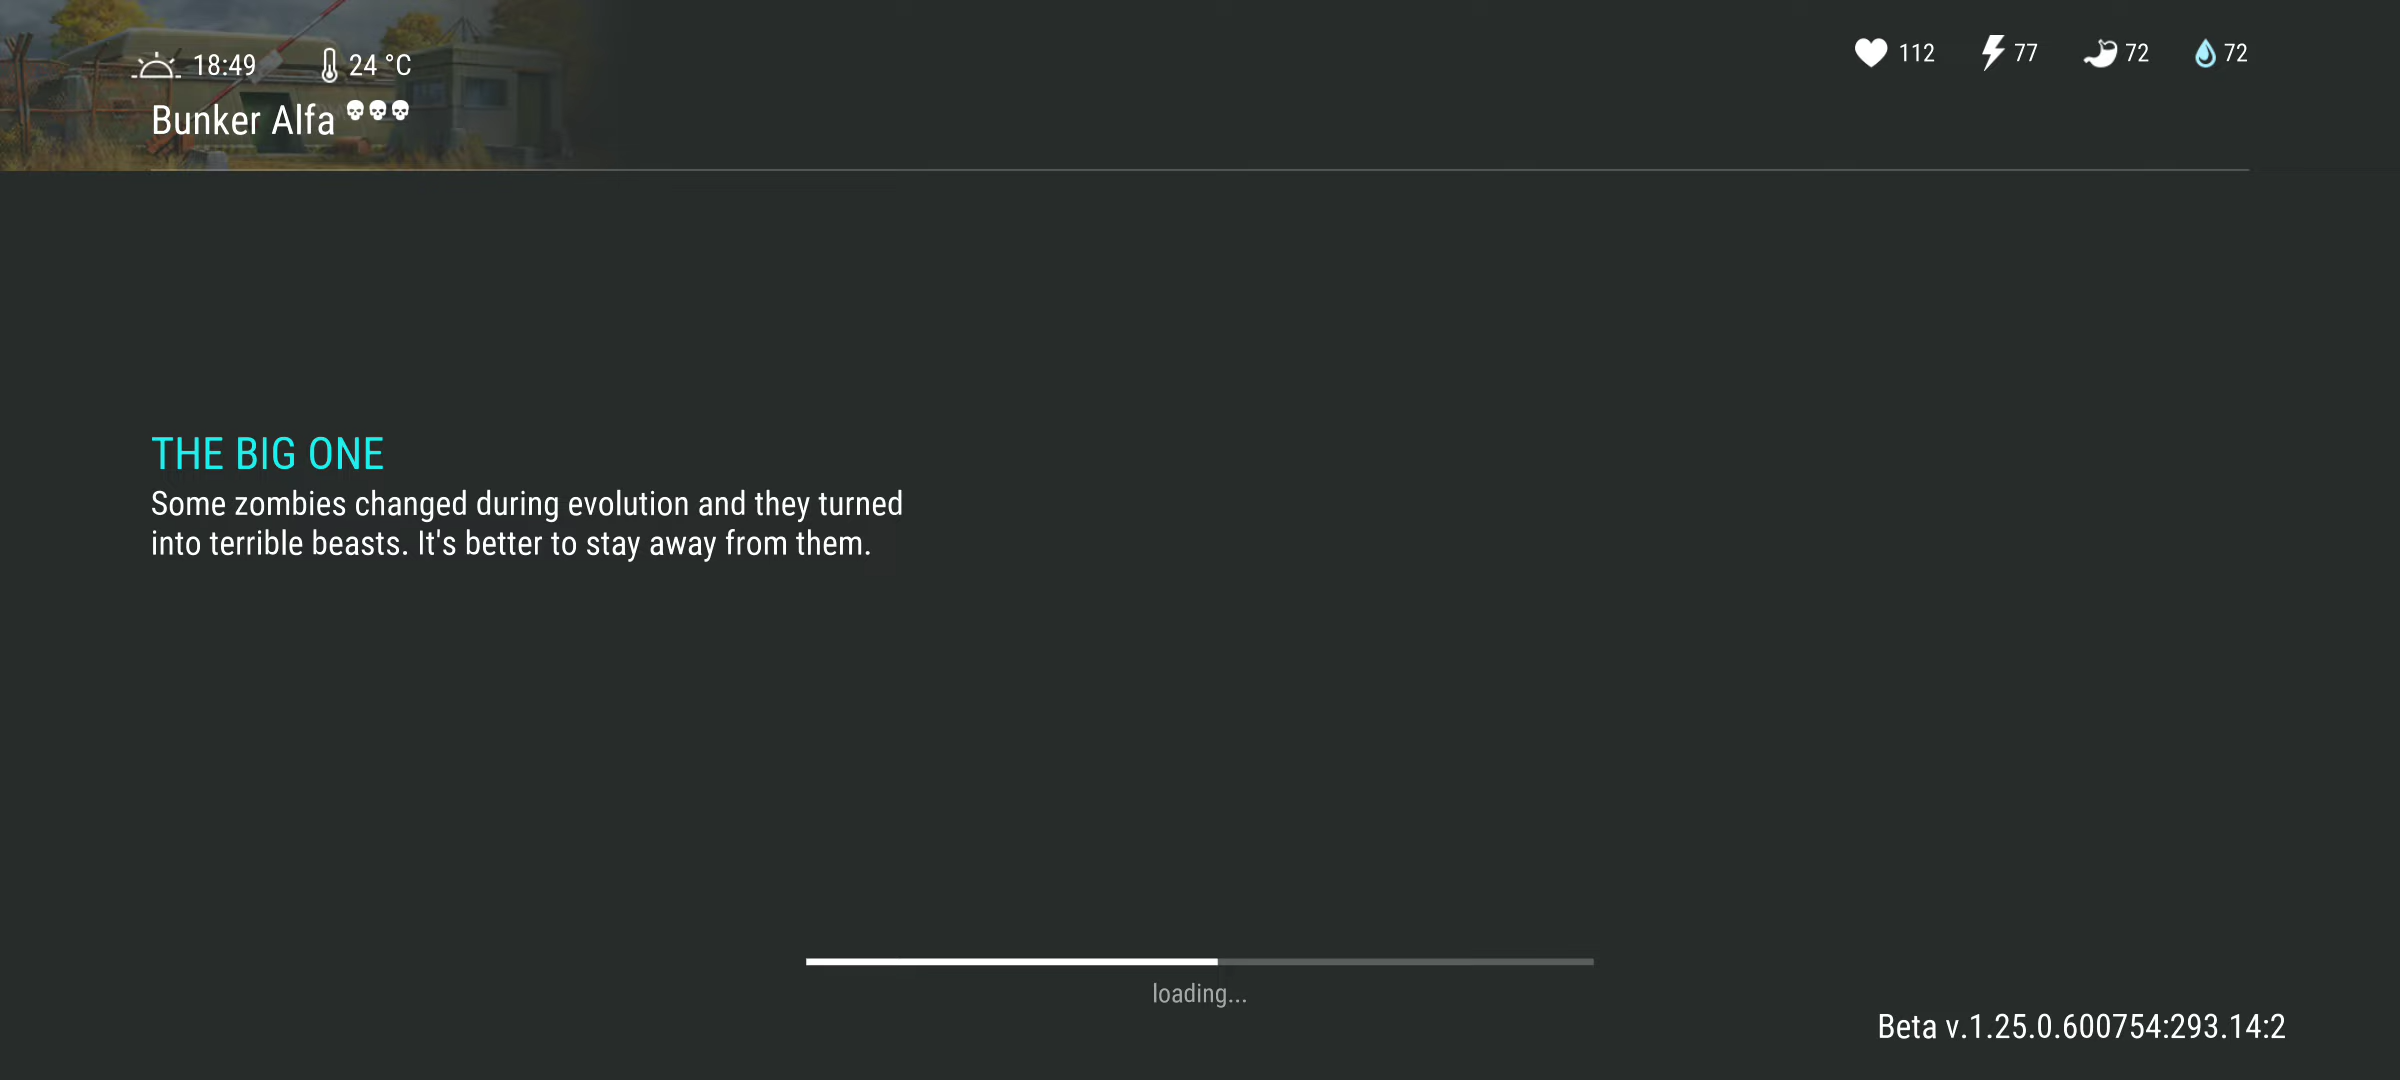 18:49 24 °C 112 77 72 72
Bunker Alfa
THE BIG ONE
Some zombies changed during evolution and they turned
into terrible beasts. It's better to stay away from them.
loading...
Beta v.1.25.0.600754:293.14:2